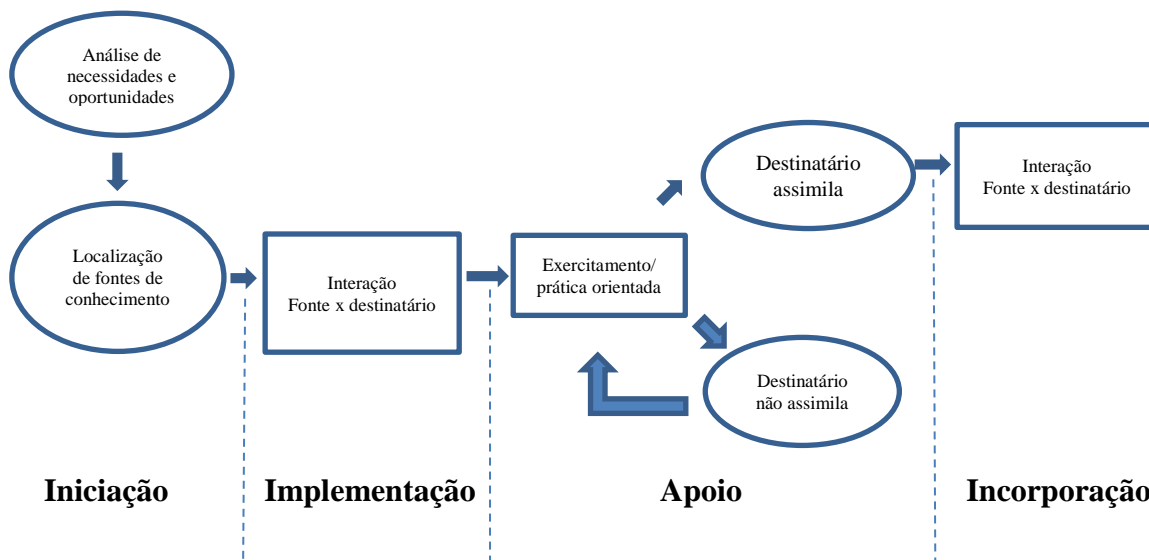 Análise de
necessidades e
oportunidades
Localização
de fontes de
conhecimento
Interação
Fonte x destinatário
Exercitamento/
prática orientada
Destinatário
assimila
Destinatário
não assimila
Interação
Fonte x destinatário
Iniciação
Implementação
Apoio
Incorporação